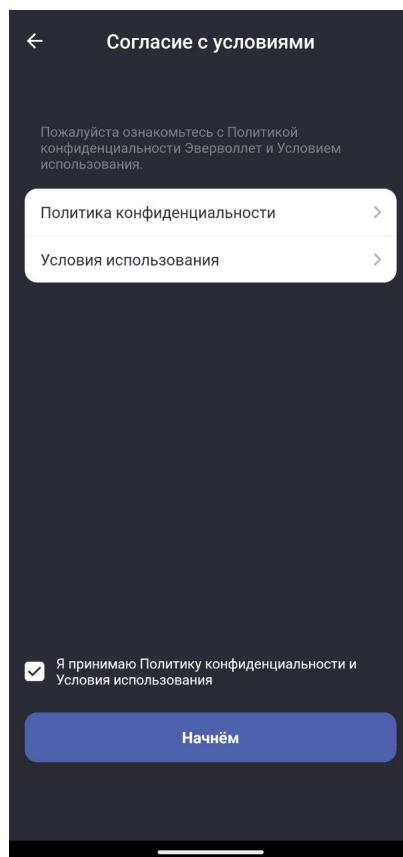 Согласие с условиями
Пожалуйста ознакомьтесь с Политикой
конфиденциальности Эверволлет и Условием
использования.
Политика конфиденциальности
Условия использования
Я принимаю Политику конфиденциальности и
Условия использования
Начнём